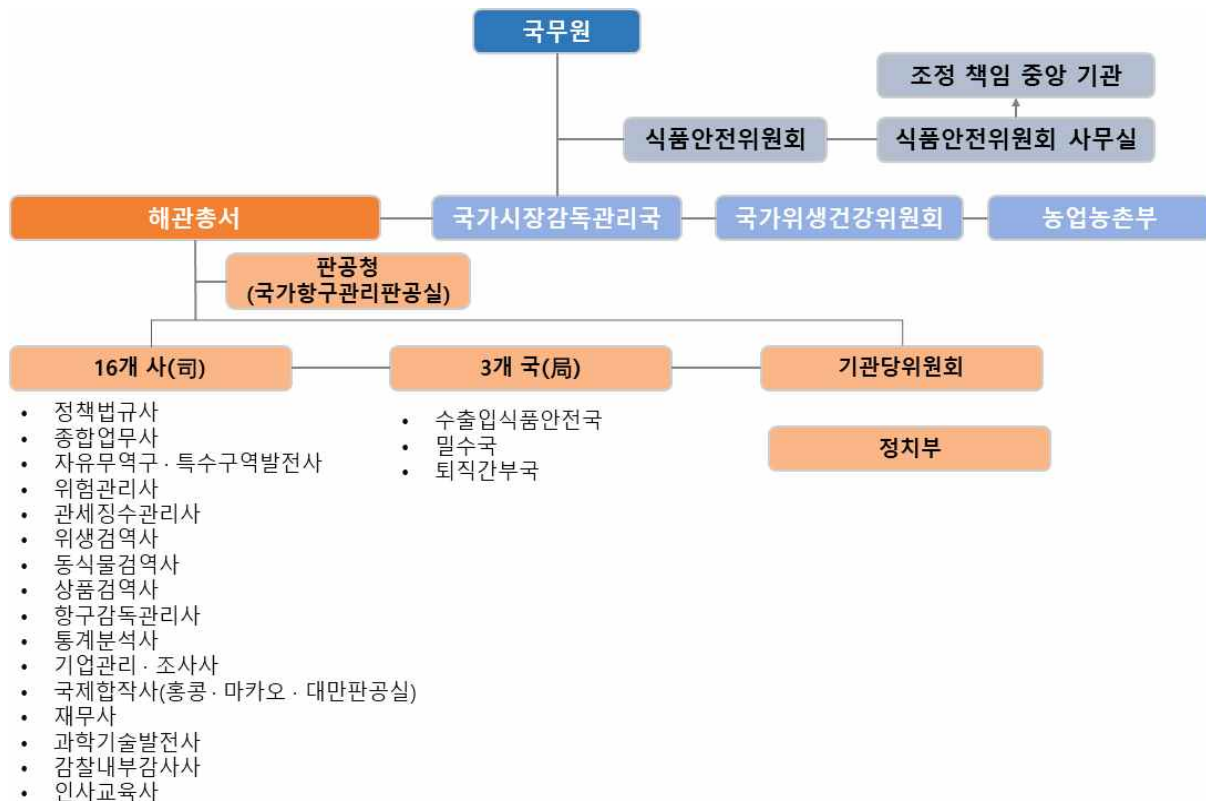 국무원
조정 책임 중앙 기관
식품안전위원회
식품안전위원회 사무실
해관총서
국가시장감독관리국
국가위생건강위원회
농업농촌부
판공청
(국가항구관리판공실)
16개 사(司)
• 정책법규사
• 종합업무사
• 자유무역구 · 특수구역발전사
• 위험관리사
• 관세징수관리사
• 위생검역사
• 동식물검역사
• 상품검역사
• 항구감독관리사
• 통계분석사
• 기업관리 · 조사사
• 국제합작사(홍콩 · 마카오 · 대만판공실)
• 재무사
• 과학기술발전사
• 감찰내부감사사
• 인사교육사
3개 국(局)
• 수출입식품안전국
• 밀수국
• 퇴직간부국
기관당위원회
정치부